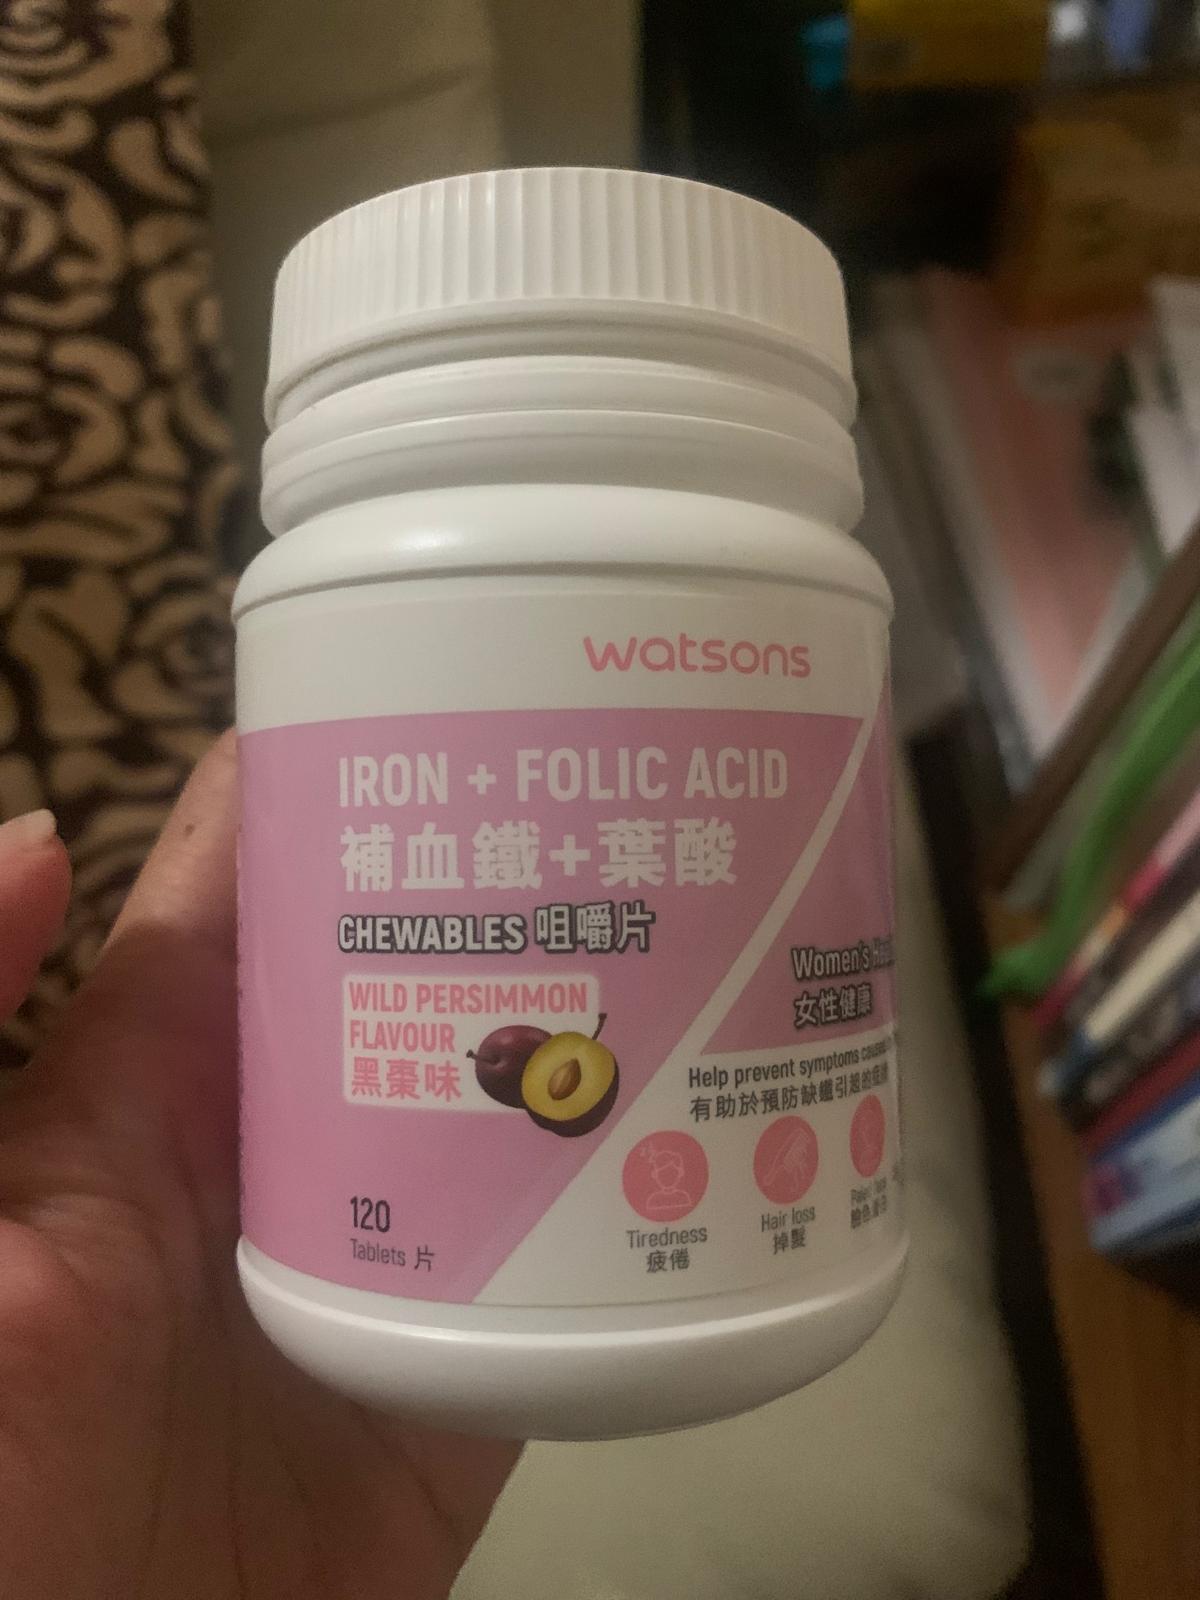 watsons
IRON + FOLIC ACID
補血鐵+葉酸
CHEWABLES 咀嚼片
WILD PERSIMMON
FLAVOUR
黑棗味
120
Tablets 片
Women's
女性健康
Help prevent symptoms caused
有助於預防缺鐵引起的
Tiredness
疲倦
Hair loss
掉髮